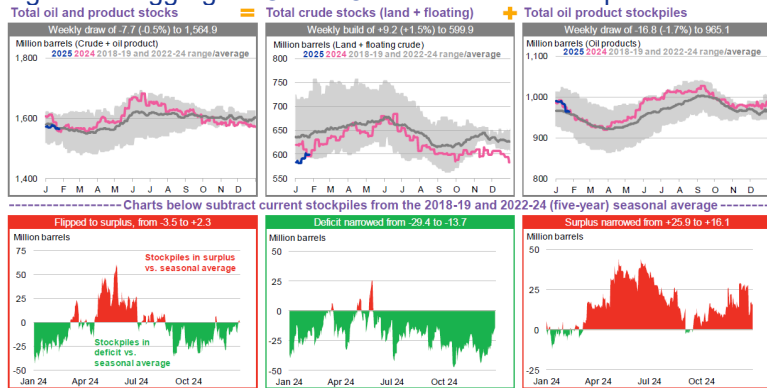 Total oil and product stocks
= Total crude stocks (land + floating)
+ Total oil product stockpiles
Weekly draw of -7.7 (-0.5%) to 1,564.9
Million barrels (Crude + oil product)
2025 2024 2018-19 and 2022-24 range/average
1,800
1,600
1,400
J F M A M J J A S O N D
Weekly build of +9.2 (+1.5%) to 599.9
Million barrels (Land + floating crude)
2025 2024 2018-19 and 2022-24 range/average
800
750
700
650
600
550
J F M A M J J A S O N D
Weekly draw of -16.8 (-1.7%) to 965.1
Million barrels (Oil products)
2025 2024 2018-19 and 2022-24 range/average
1,100
1,000
900
800
J F M A M J J A S O N D
Charts below subtract current stockpiles from the 2018-19 and 2022-24 (five-year) seasonal average
Flipped to surplus, from -3.5 to +2.3
Million barrels
75
50
25
0
-25
-50
Stockpiles in surplus
vs. seasonal average
Stockpiles in
deficit vs.
seasonal average
Jan 24 Apr 24 Jul 24 Oct 24
Deficit narrowed from -29.4 to -13.7
Million barrels
50
25
0
-25
-50
Jan 24 Apr 24 Jul 24 Oct 24
Surplus narrowed from +25.9 to +16.1
Million barrels
50
25
0
-25
Jan 24 Apr 24 Jul 24 Oct 24